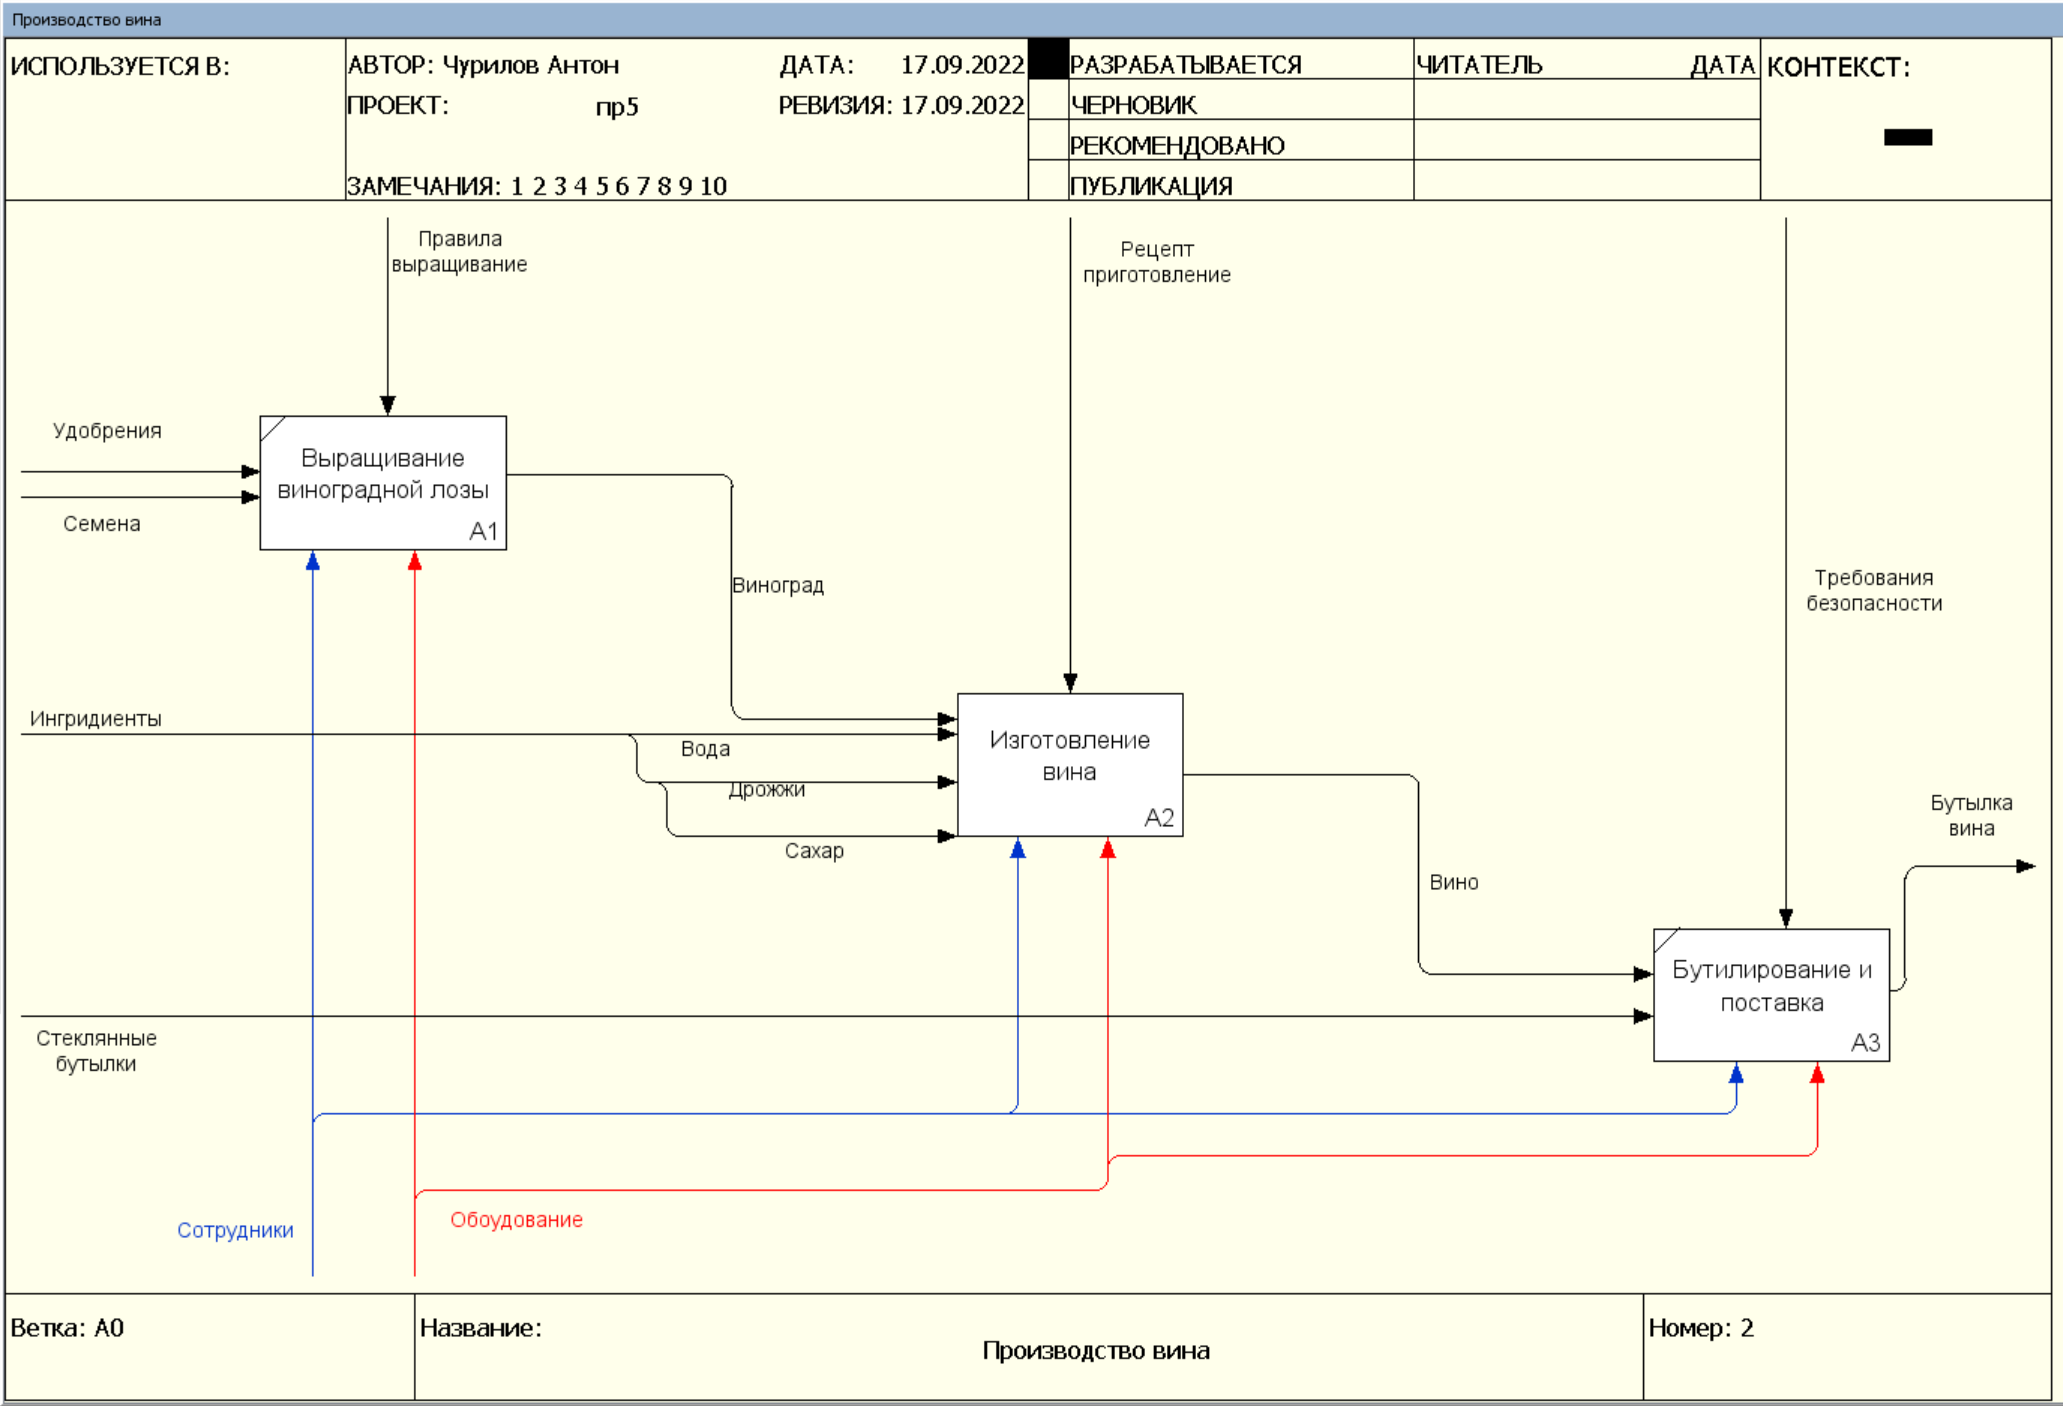 Производство вина
ИСПОЛЬЗУЕТСЯ В:
АВТОР: Чурилов Антон
ДАТА: 17.09.2022
ПРОЕКТ: пр5
РЕВИЗИЯ: 17.09.2022
ЗАМЕЧАНИЯ: 1 2 3 4 5 6 7 8 9 10
РАЗРАБАТЫВАЕТСЯ
ЧЕРНОВИК
РЕКОМЕНДОВАНО
ПУБЛИКАЦИЯ
ЧИТАТЕЛЬ ДАТА
КОНТЕКСТ:
Правила
выращивание
Рецепт
приготовление
Удобрения
Выращивание
виноградной лозы
A1
Семена
Виноград
Требования
безопасности
Ингридиенты
Вода
Дрожжи
Сахар
Изготовление
вина
A2
Бутылка
вина
Вино
Бутилирование и
поставка
A3
Стеклянные
бутылки
Сотрудники
Обоудование
Ветка: A0
Название:
Производство вина
Номер: 2